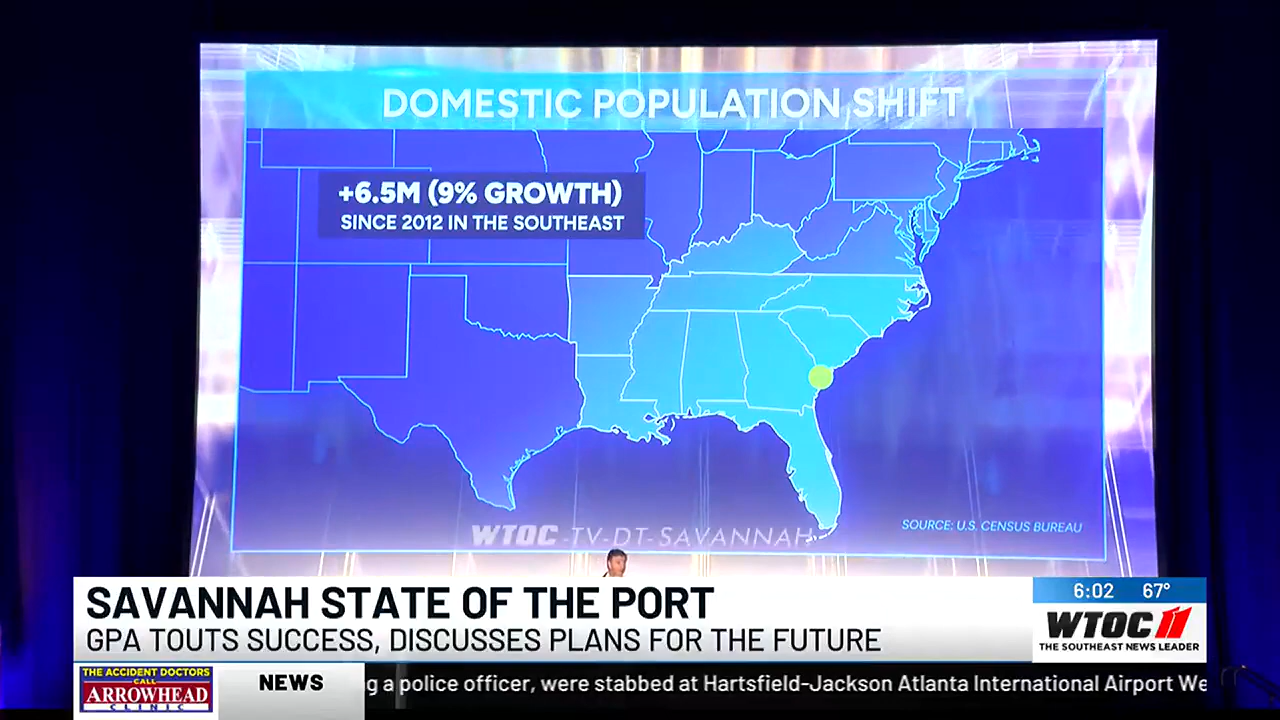 DOMESTIC POPULATION SHIFT
+6.5M (9% GROWTH)
SINCE 2012 IN THE SOUTHEAST
SOURCE: U.S. CENSUS BUREAU
WTOC-TV-DT-SAVANNAH
SAVANNAH STATE OF THE PORT
GPA TOUTS SUCCESS, DISCUSSES PLANS FOR THE FUTURE
6:02 67°
WTOC 11
THE SOUTHEAST NEWS LEADER
THE ACCIDENT DOCTORS
CALL
ARROWHEAD
CLINIC
NEWS
g a police officer, were stabbed at Hartsfield-Jackson Atlanta International Airport We